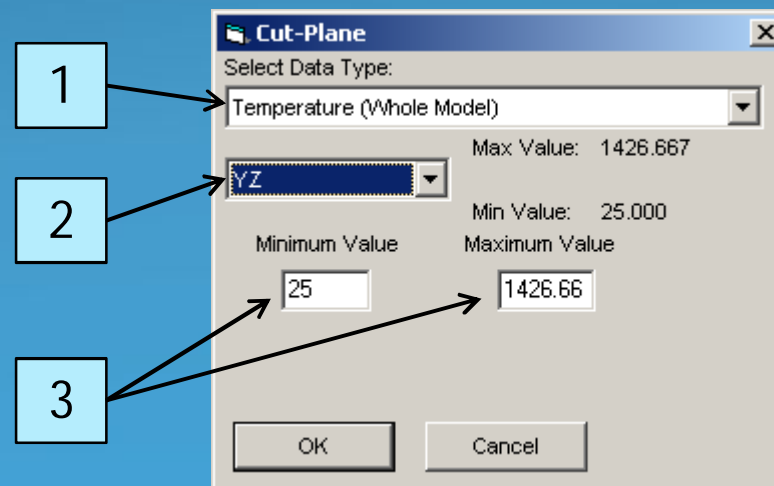 Cut-Plane
Select Data Type:
1
Temperature (Whole Model)
Max Value: 1426.667
2
YZ
Min Value: 25.000
Minimum Value Maximum Value
25 1426.66
3
OK Cancel